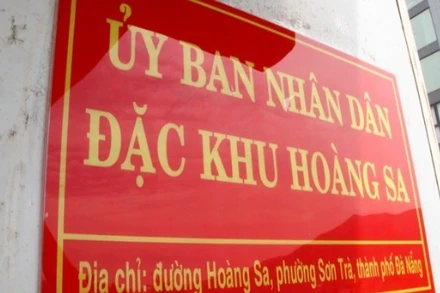 ỦY BAN NHÂN DÂN
ĐẶC KHU HOÀNG SA
Địa chỉ: đường Hoàng Sa, phường Sơn Trà, thành phố Đà Nẵng